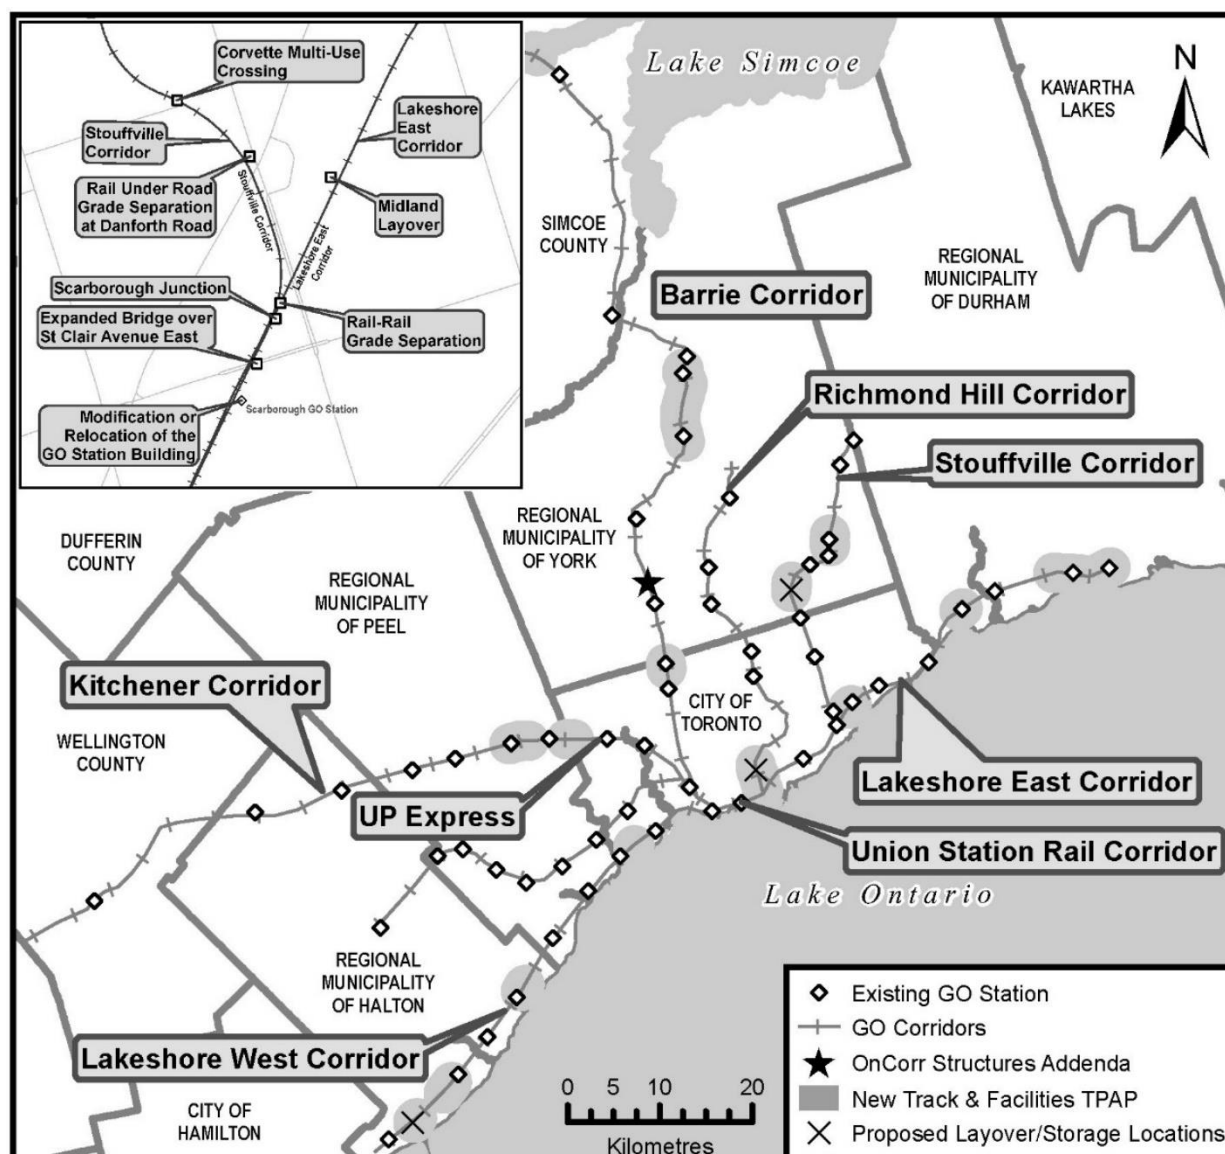 Corvette Multi-Use
Crossing
Stouffville
Corridor
Lakeshore
East
Corridor
Rail Under Road
Grade Separation
at Danforth Road
Midland
Layover
Stouffville Corridor
Lakeshore East
Corridor
Scarborough Junction
Expanded Bridge over
St Clair Avenue East
Rail-Rail
Grade Separation
Modification or
Relocation of the
GO Station Building
Scarborough GO Station
Lake Simcoe
KAWARTHA
LAKES
N
SIMCOE
COUNTY
REGIONAL
MUNICIPALITY
OF DURHAM
Barrie Corridor
Richmond Hill Corridor
Stouffville Corridor
DUFFERIN
COUNTY
REGIONAL
MUNICIPALITY
OF YORK
REGIONAL
MUNICIPALITY
OF PEEL
Kitchener Corridor
CITY OF
TORONTO
WELLINGTON
COUNTY
Lakeshore East Corridor
UP Express
Union Station Rail Corridor
Lake Ontario
REGIONAL
MUNICIPALITY
OF HALTON
Lakeshore West Corridor
CITY OF
HAMILTON
0 5 10 20
Kilometres
Existing GO Station
GO Corridors
OnCorr Structures Addenda
New Track & Facilities TPAP
Proposed Layover/Storage Locations